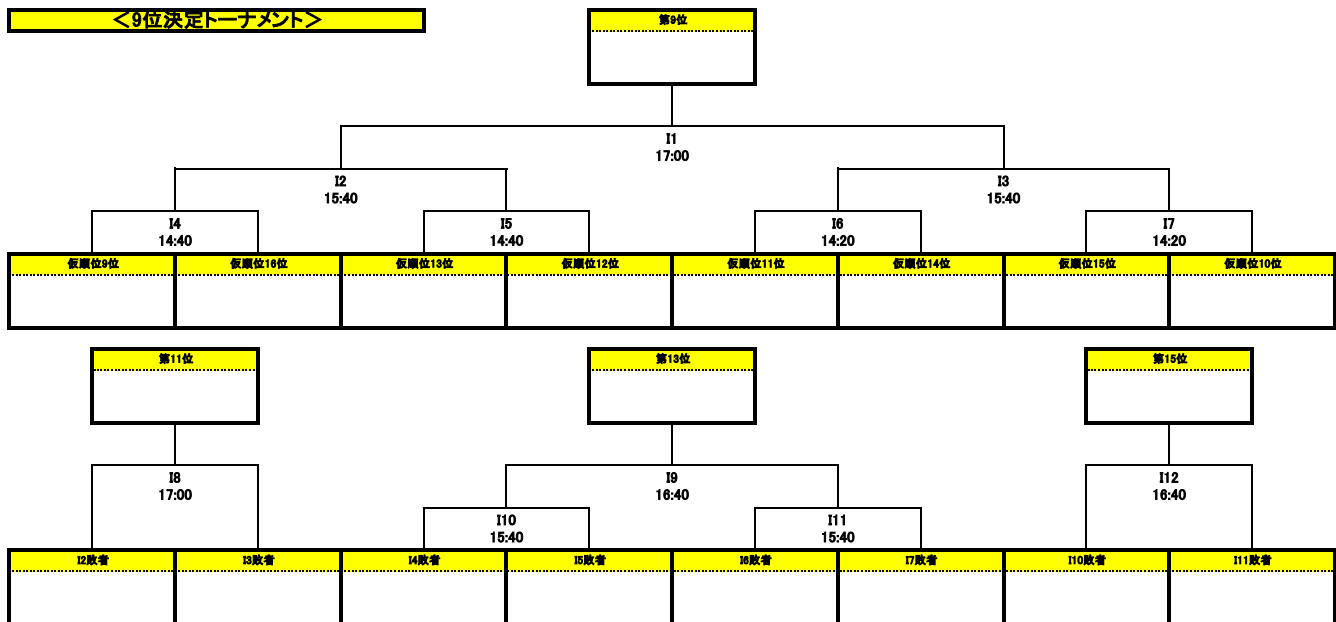 ＜9位決定トーナメント＞
第9位
I1
17:00
I2
15:40
I3
15:40
I4
14:40
I5
14:40
I6
14:20
I7
14:20
仮順位9位
仮順位16位
仮順位13位
仮順位12位
仮順位11位
仮順位14位
仮順位15位
仮順位10位
第11位
第13位
第15位
I8
17:00
I9
16:40
I12
16:40
I10
15:40
I11
15:40
I2敗者
I3敗者
I4敗者
I5敗者
I6敗者
I7敗者
I10敗者
I11敗者